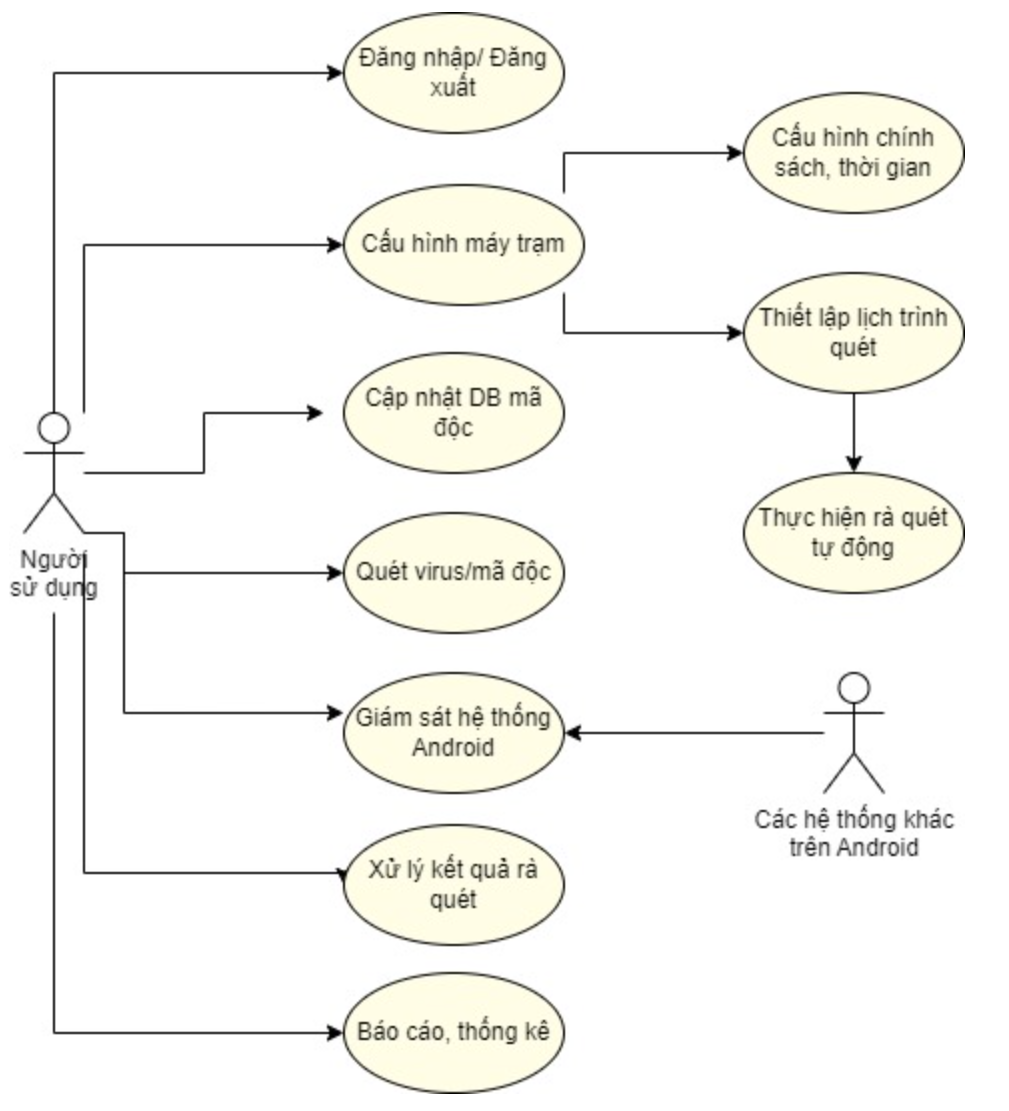 Đăng nhập/ Đăng
xuất
Cấu hình chính
sách, thời gian
Cấu hình máy trạm
Thiết lập lịch trình
quét
Cập nhật DB mã
độc
Thực hiện rà quét
tự động
Người
sử dụng
Quét virus/mã độc
Giám sát hệ thống
Android
Các hệ thống khác
trên Android
Xử lý kết quả rà
quét
Báo cáo, thống kê